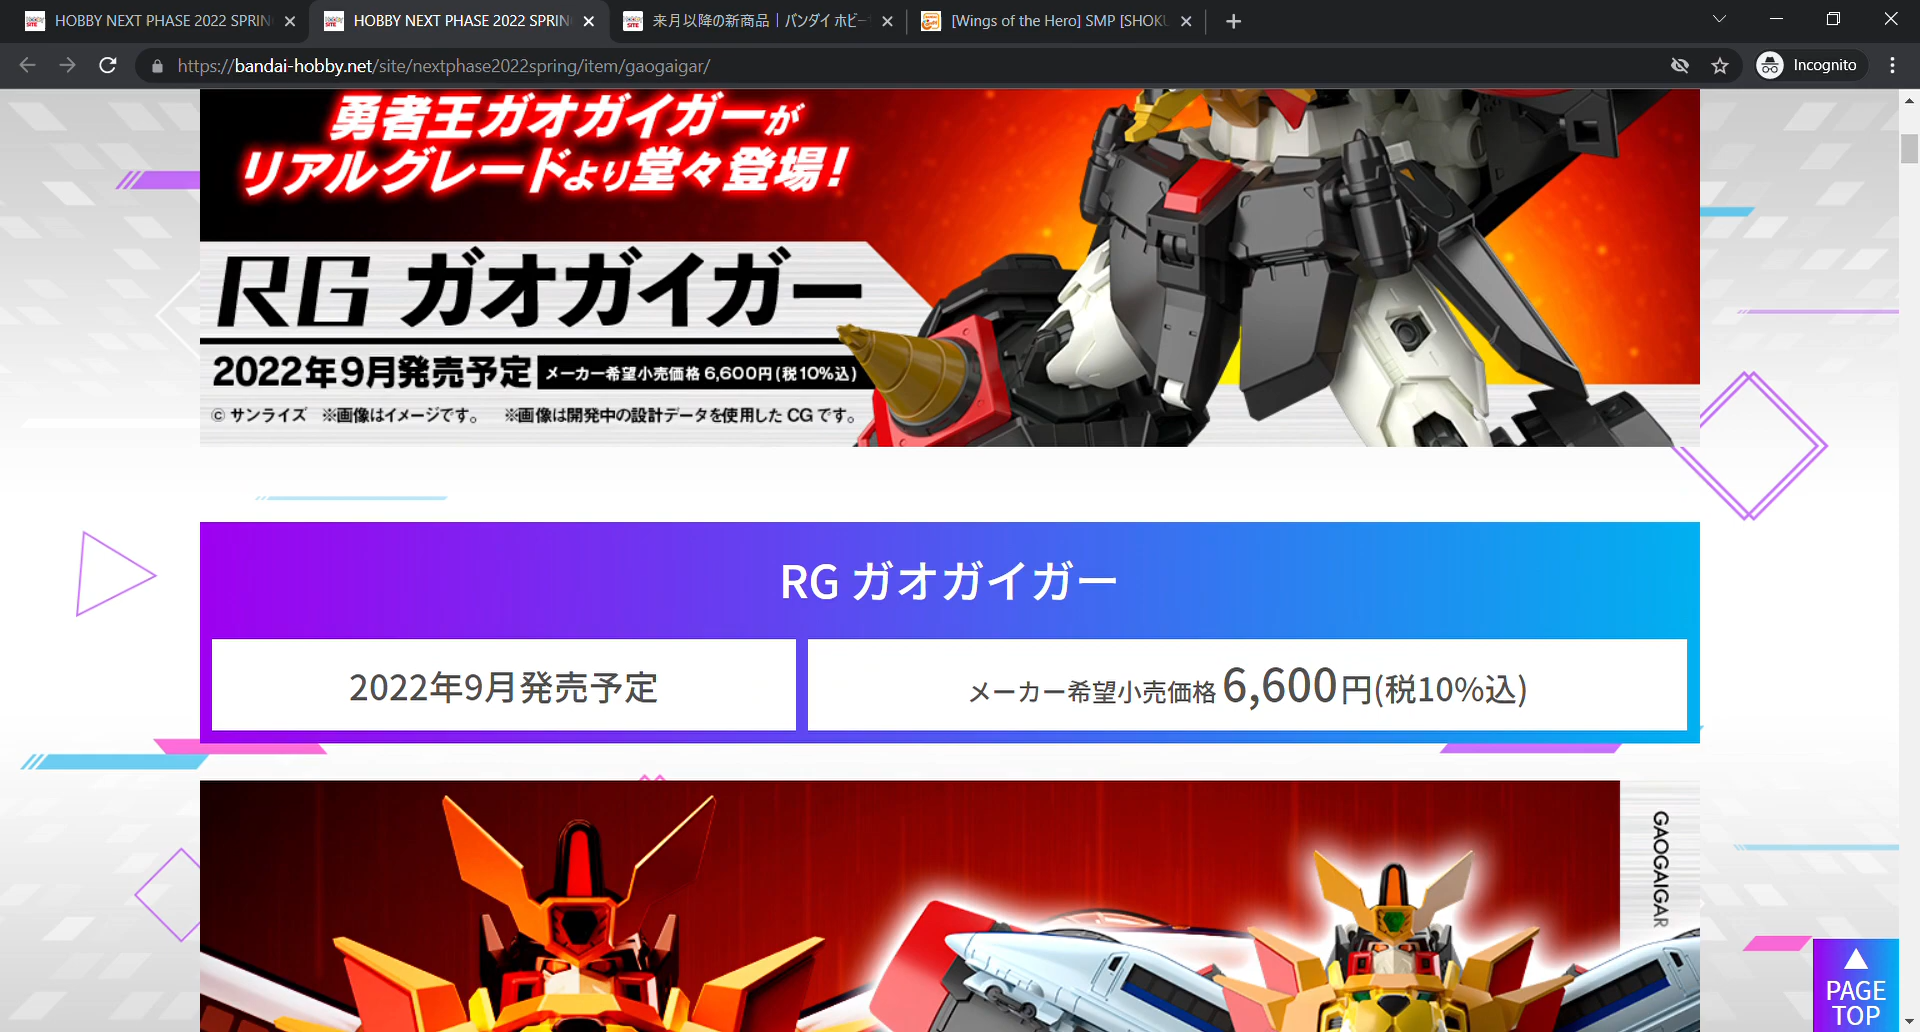 HOBBY NEXT PHASE 2022 SPRIN
HOBBY NEXT PHASE 2022 SPRIN
来月以降の新商品 | バンダイ ホビー
[Wings of the Hero] SMP [SHOKU
https://bandai-hobby.net/site/nextphase2022spring/item/gaogaigar/
Incognito
勇者王ガオガイガーが
リアルグレードより堂々登場!
RG ガオガイガー
2022年9月発売予定 メーカー希望小売価格 6,600円(税10%込)
© サンライズ ※画像はイメージです。 ※画像は開発中の設計データを使用した CG です。
RG ガオガイガー
2022年9月発売予定
メーカー希望小売価格 6,600円(税10%込)
GAOGAIGAR
PAGE
TOP